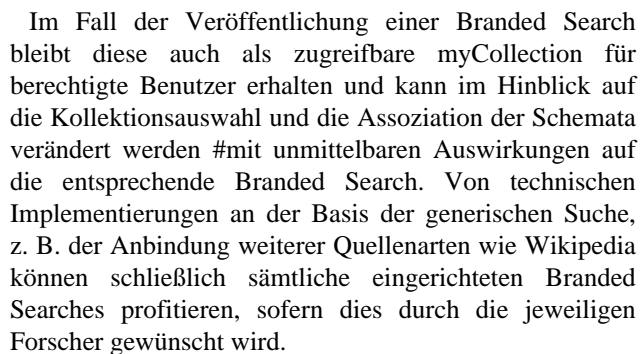 Im Fall der Veröffentlichung einer Branded Search
bleibt diese auch als zugreifbare myCollection für
berechtigte Benutzer erhalten und kann im Hinblick auf
die Kollektionsauswahl und die Assoziation der Schemata
verändert werden #mit unmittelbaren Auswirkungen auf
die entsprechende Branded Search. Von technischen
Implementierungen an der Basis der generischen Suche,
z. B. der Anbindung weiterer Quellenarten wie Wikipedia
können schließlich sämtliche eingerichteten Branded
Searches profitieren, sofern dies durch die jeweiligen
Forscher gewünscht wird.